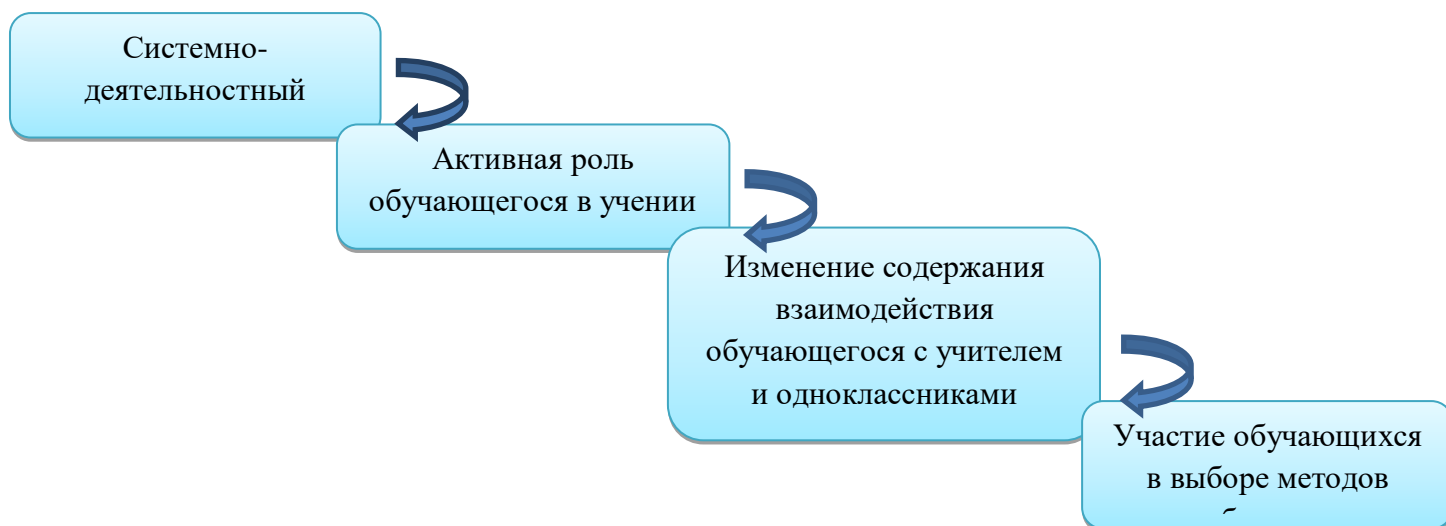 Системно-
деятельностный
Активная роль
обучающегося в учении
Изменение содержания
взаимодействия
обучающегося с учителем
и одноклассниками
Участие обучающихся
в выборе методов